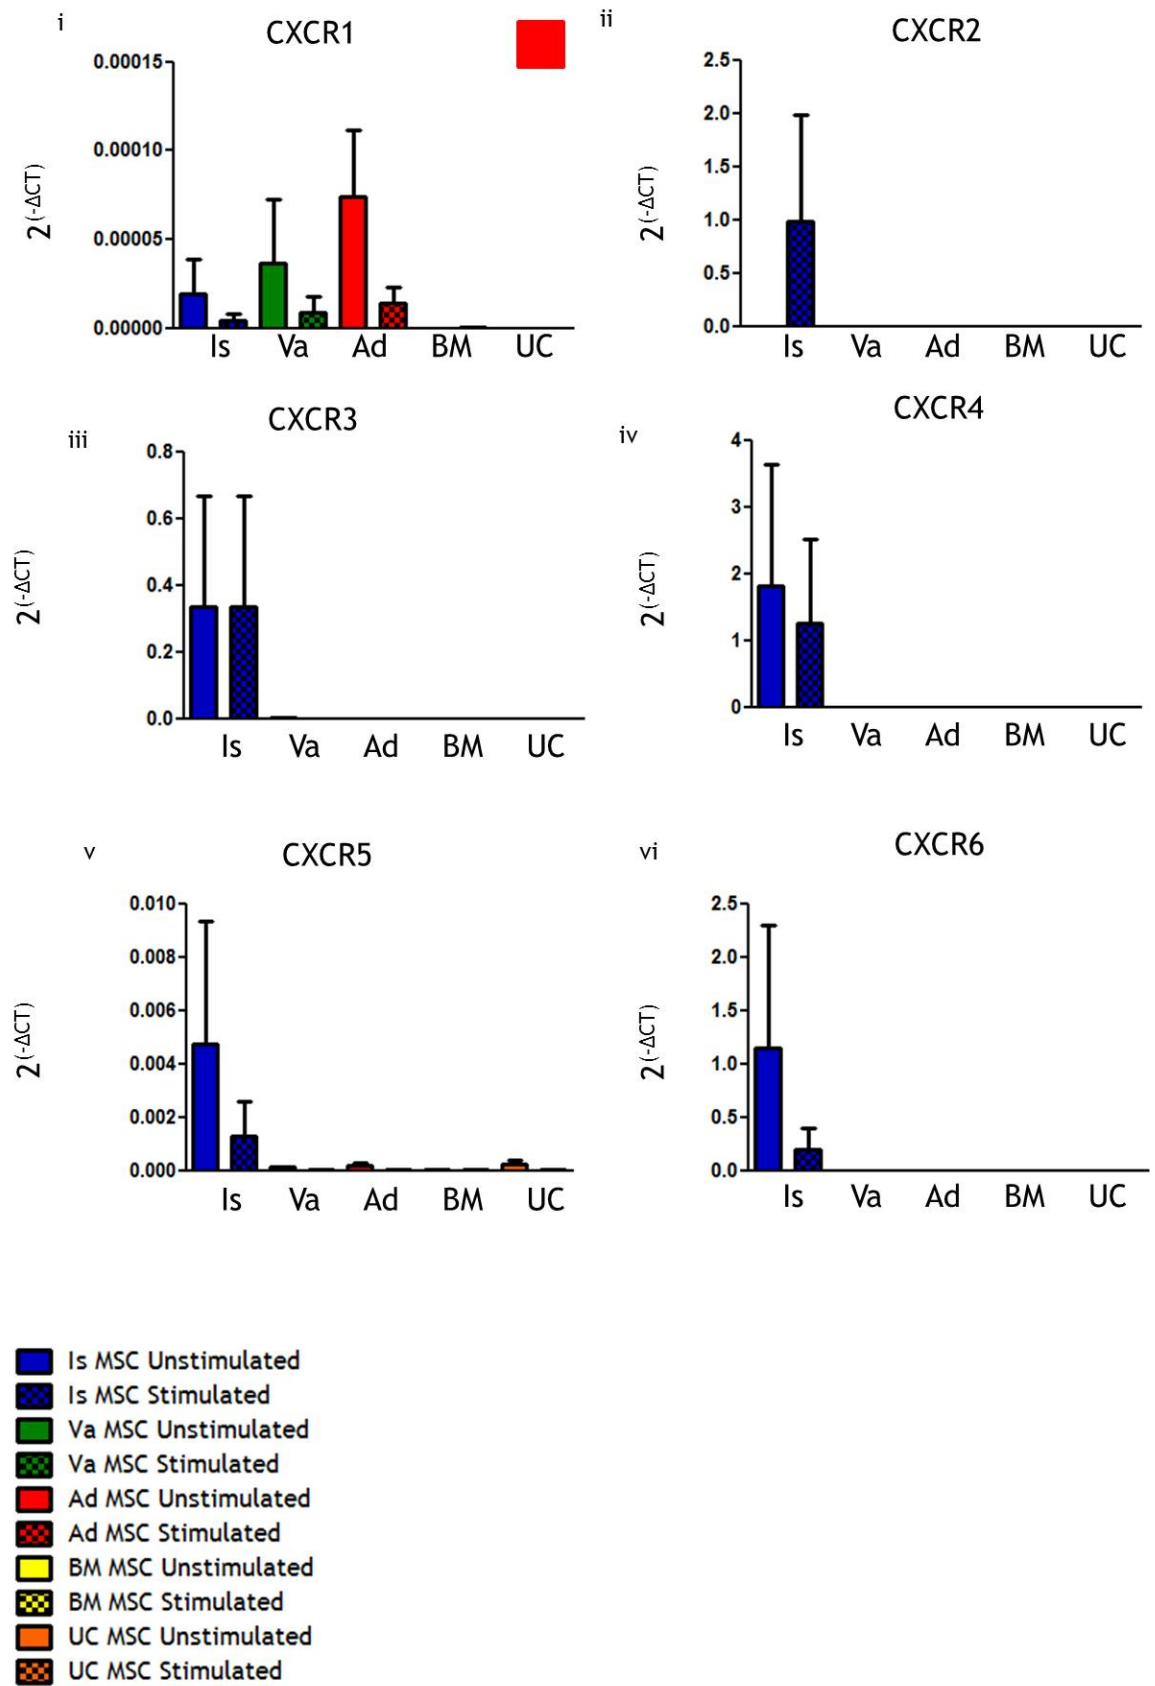 i
CXCR1
0.00015
0.00010
0.00005
0.00000
2(-ΔCT)
Is Va Ad BM UC
ii
CXCR2
2.5
2.0
1.5
1.0
0.5
0.0
2(-ΔCT)
Is Va Ad BM UC
iii
CXCR3
0.8
0.6
0.4
0.2
0.0
2(-ΔCT)
Is Va Ad BM UC
iv
CXCR4
4
3
2
1
0
2(-ΔCT)
Is Va Ad BM UC
v
CXCR5
0.010
0.008
0.006
0.004
0.002
0.000
2(-ΔCT)
Is Va Ad BM UC
vi
CXCR6
2.5
2.0
1.5
1.0
0.5
0.0
2(-ΔCT)
Is Va Ad BM UC
Is MSC Unstimulated
Is MSC Stimulated
Va MSC Unstimulated
Va MSC Stimulated
Ad MSC Unstimulated
Ad MSC Stimulated
BM MSC Unstimulated
BM MSC Stimulated
UC MSC Unstimulated
UC MSC Stimulated